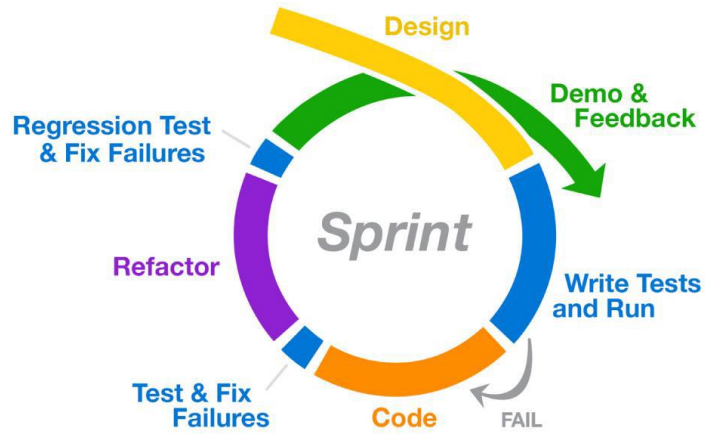 Design
Demo &
Feedback
Regression Test
& Fix Failures
Sprint
Refactor
Write Tests
and Run
Test & Fix
Failures
Code
FAIL